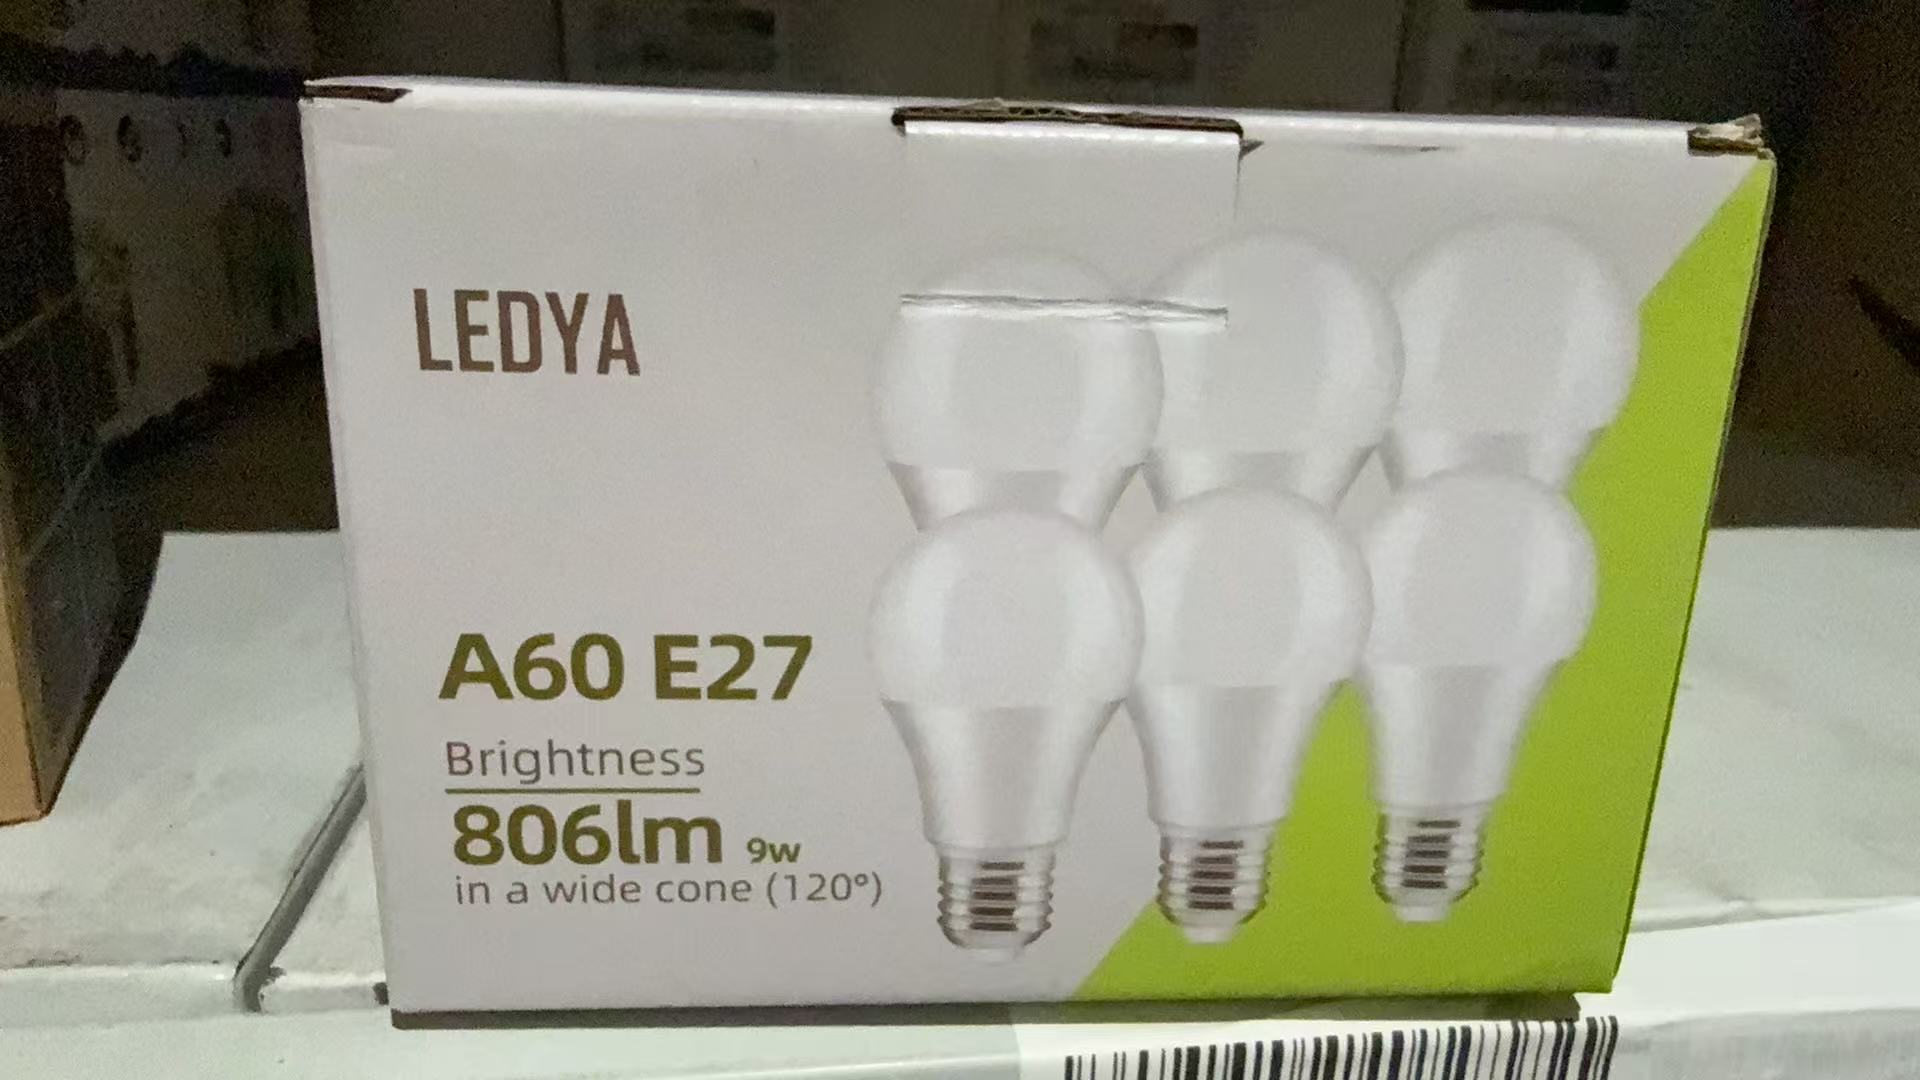 LEDYA
A60 E27
Brightness
806lm 9w
in a wide cone (120°)